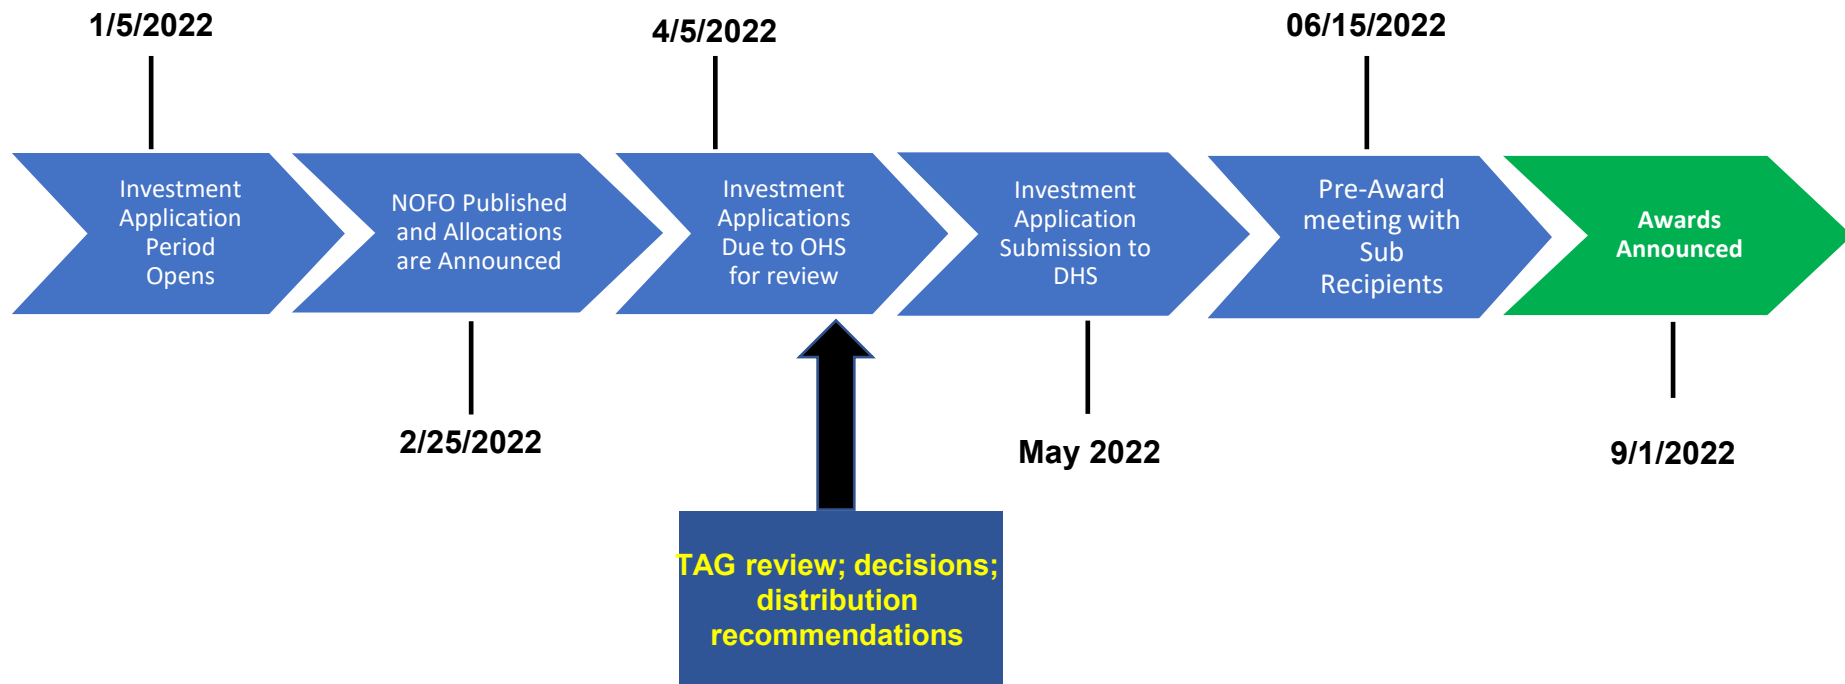 1/5/2022
4/5/2022
06/15/2022
Investment
Application
Period
Opens
NOFO Published
and Allocations
are Announced
Investment
Applications
Due to OHS
for review
Investment
Application
Submission to
DHS
Pre-Award
meeting with
Sub
Recipients
Awards
Announced
2/25/2022
May 2022
9/1/2022
TAG review; decisions;
distribution
recommendations